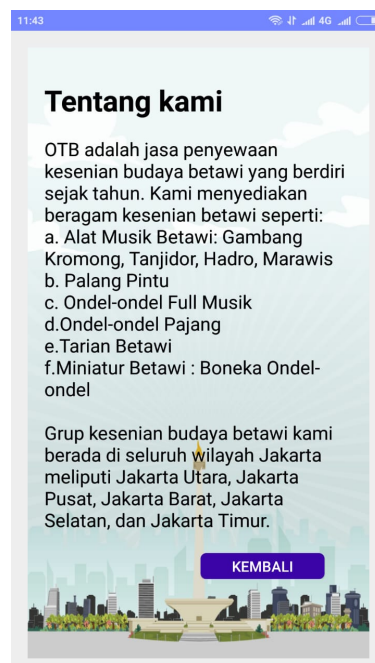 11:43
4G
Tentang kami
OTB adalah jasa penyewaan
kesenian budaya betawi yang berdiri
sejak tahun. Kami menyediakan
beragam kesenian betawi seperti:
a. Alat Musik Betawi: Gambang
Kromong, Tanjidor, Hadro, Marawis
b. Palang Pintu
c. Ondel-ondel Full Musik
d.Ondel-ondel Pajang
e.Tarian Betawi
f.Miniatur Betawi : Boneka Ondel-
ondel
Grup kesenian budaya betawi kami
berada di seluruh wilayah Jakarta
meliputi Jakarta Utara, Jakarta
Pusat, Jakarta Barat, Jakarta
Selatan, dan Jakarta Timur.
KEMBALI